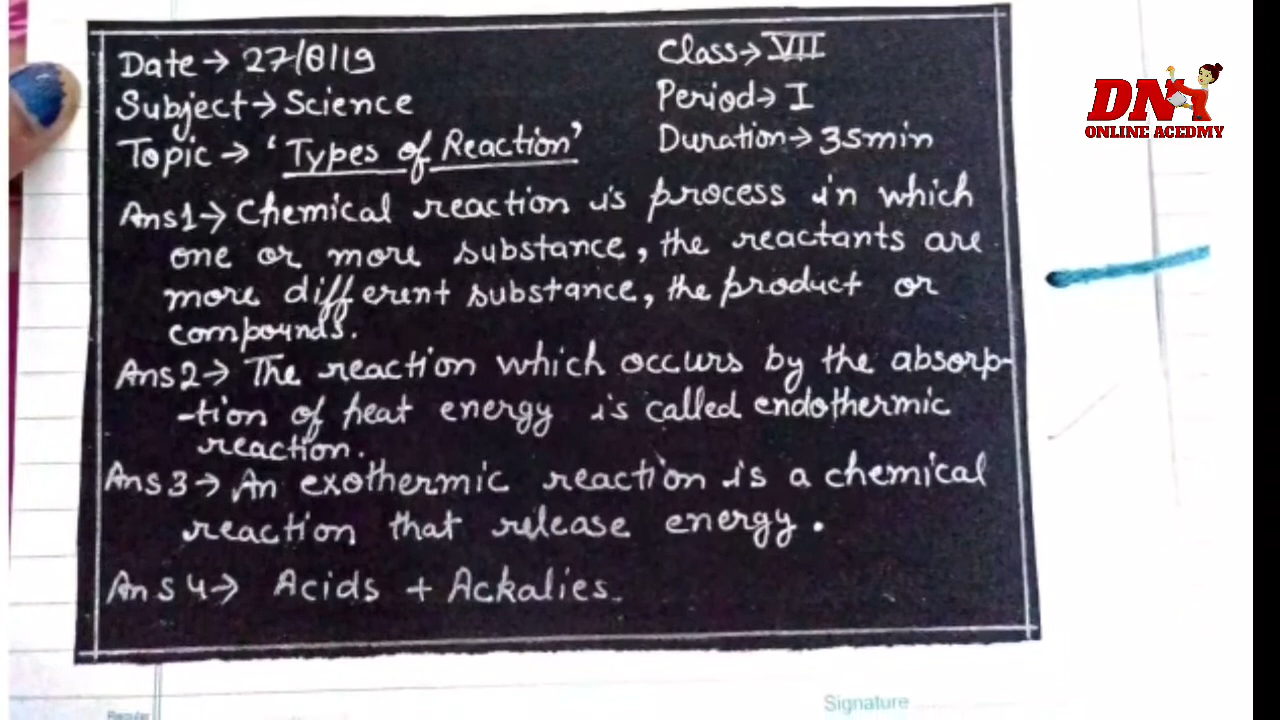 Date → 27/8/19
Class → VII
Subject → Science
Period → I
Topic → 'Types of Reaction'
Duration → 35min
Ans1 → Chemical reaction is process in which
one or more substance, the reactants are
more different substance, the product or
compounds.
Ans2 → The reaction which occurs by the absorp-
-tion of heat energy is called endothermic
reaction.
Ans3 → An exothermic reaction is a chemical
reaction that release energy.
Ans4 → Acids + Ackalies.
Signature
DN
ONLINE ACEDMY